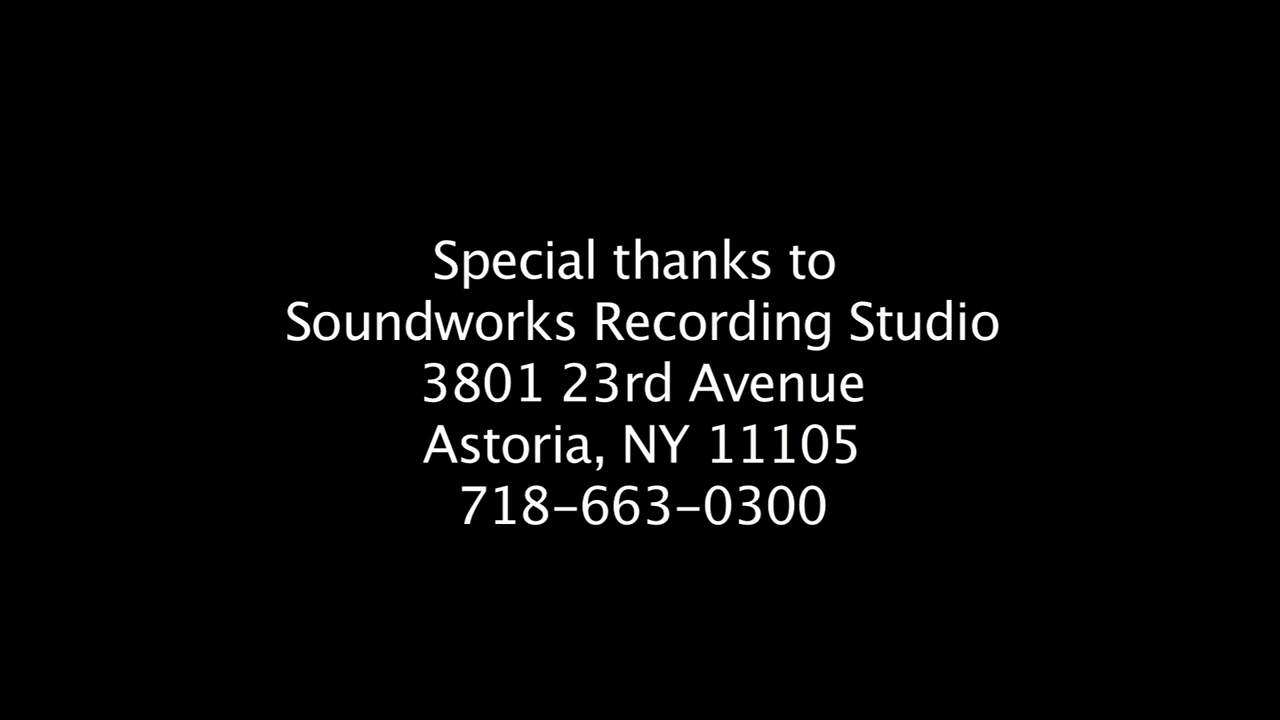 Special thanks to
Soundworks Recording Studio
3801 23rd Avenue
Astoria, NY 11105
718-663-0300